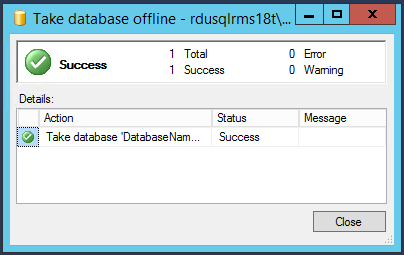 Take database offline - rdusqlrms18t\...
Success
1 Total 0 Error
1 Success 0 Warning
Details:
Action Status Message
Take database 'DatabaseNam... Success
Close